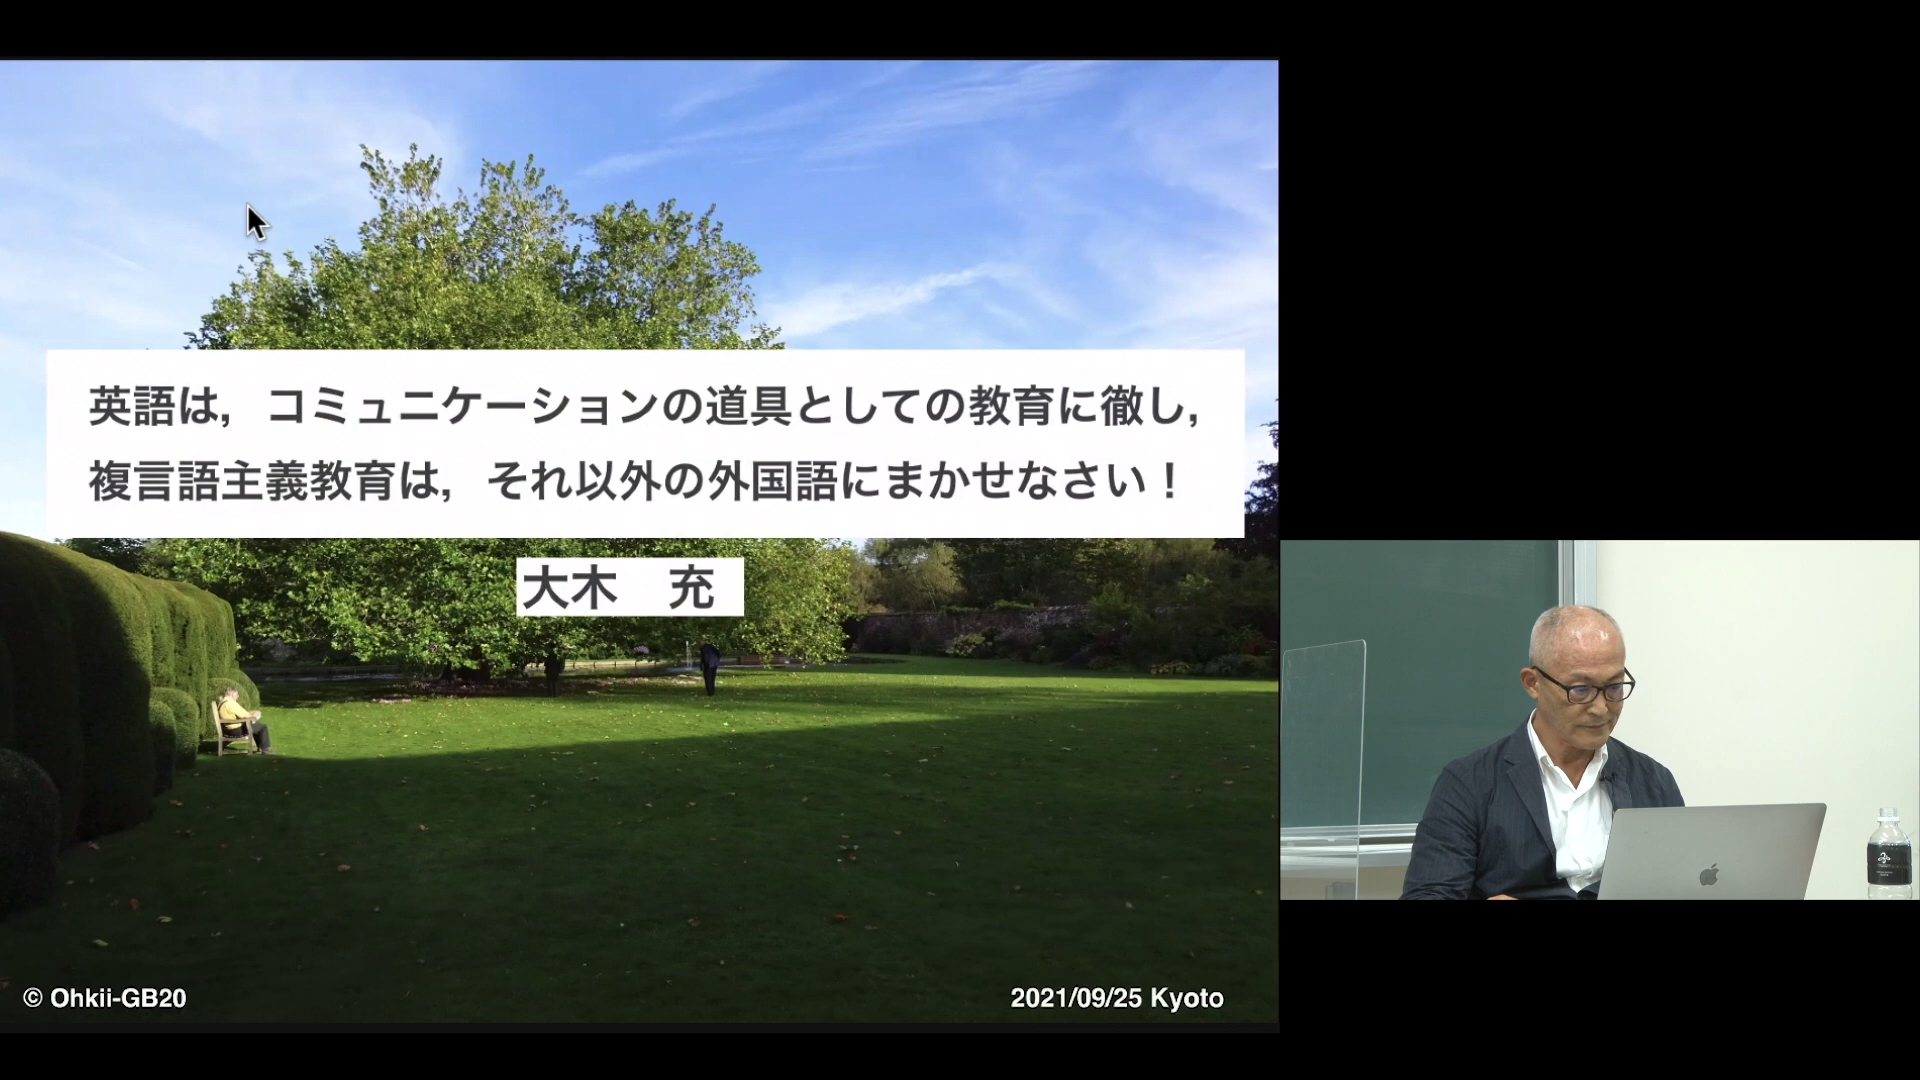 英語は，コミュニケーションの道具としての教育に徹し，
複言語主義教育は，それ以外の外国語にまかせなさい！
大木　充
© Ohkii-GB20
2021/09/25 Kyoto